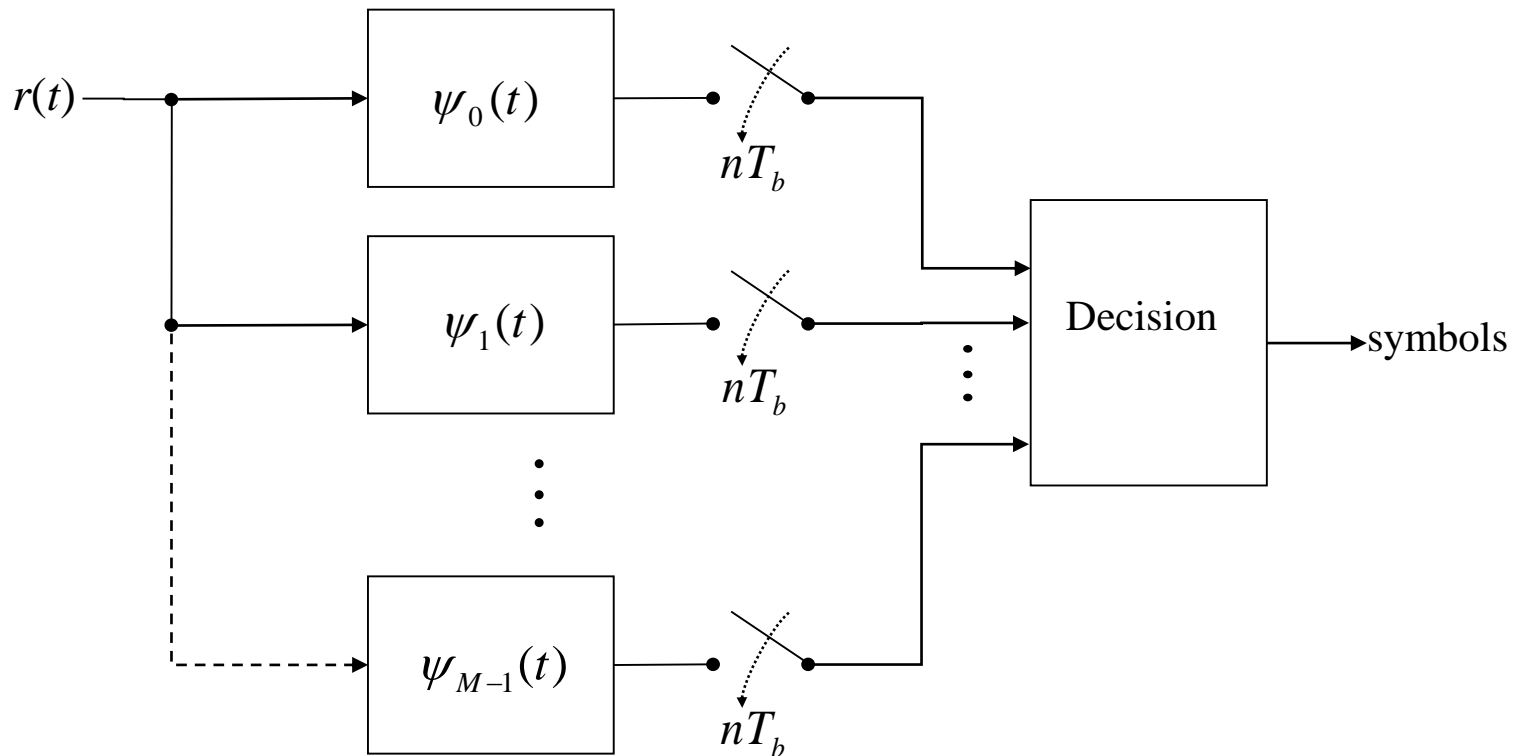 r(t)
ψ₀(t)
nT_b
ψ₁(t)
nT_b
Decision
symbols
ψ_{M−1}(t)
nT_b